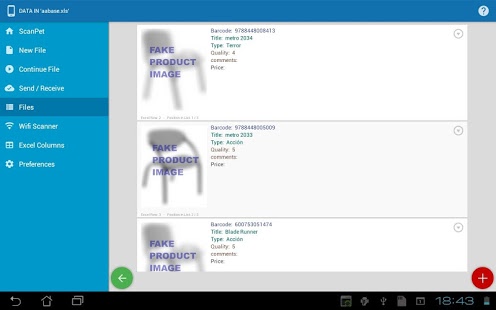 DATA IN 'aabase.xls'
ScanPet
New File
Continue File
Send / Receive
Files
Wifi Scanner
Excel Columns
Preferences
FAKE
PRODUCT
IMAGE
Barcode: 9788448008413
Title: metro 2034
Type: Terror
Quality: 4
comments:
Price:
FAKE
PRODUCT
IMAGE
Barcode: 9788448005009
Title: metro 2033
Type: Acción
Quality: 5
comments:
Price:
FAKE
PRODUCT
IMAGE
Barcode: 600753051474
Title: Blade Runner
Type: Acción
Quality: 5
comments:
Price:
18:43